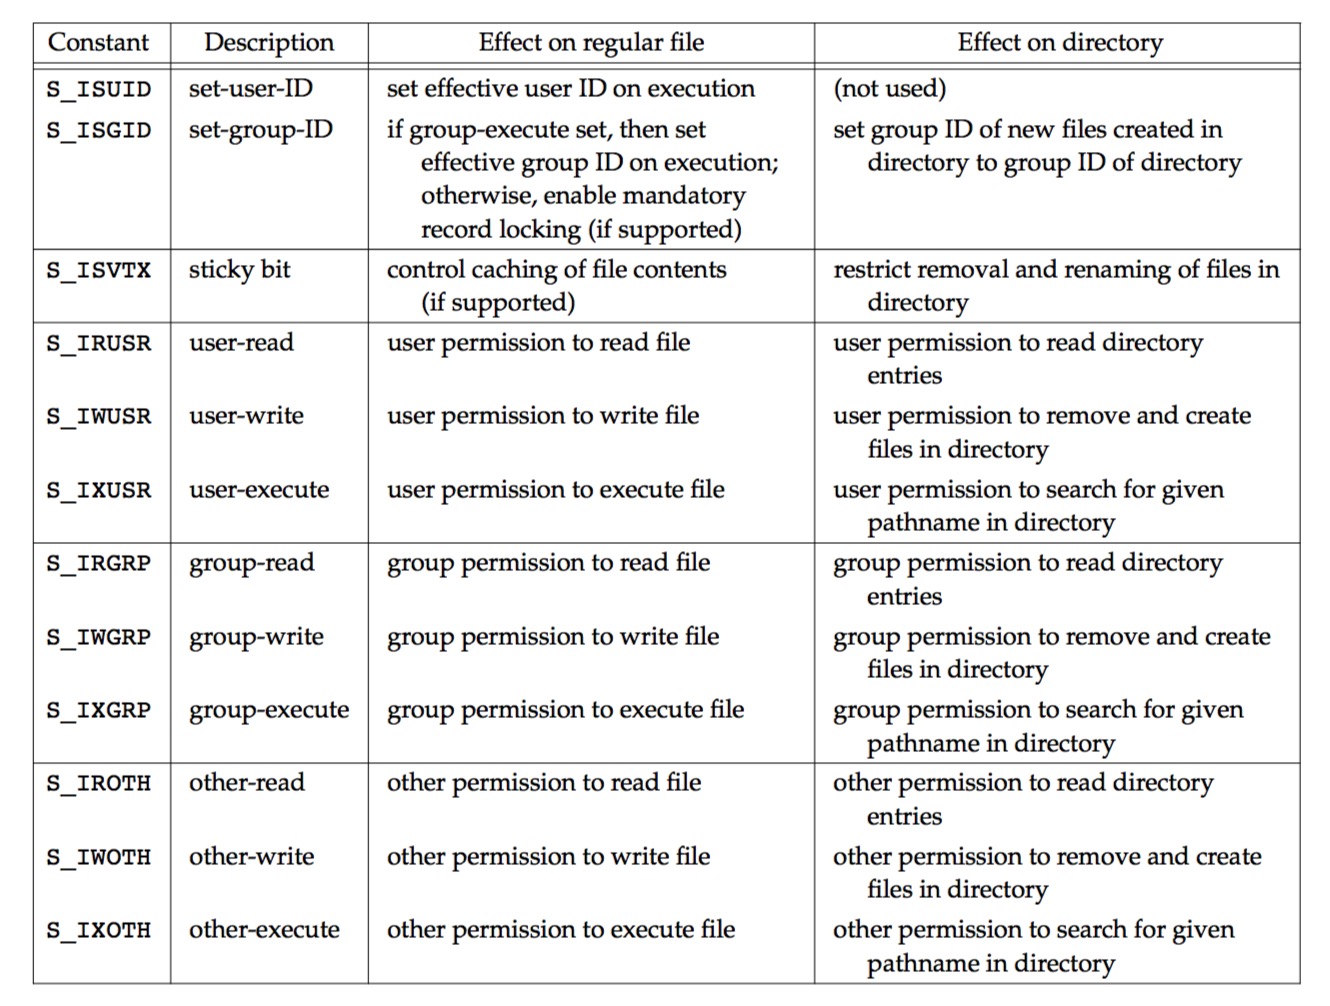 Constant Description Effect on regular file Effect on directory
S_ISUID set-user-ID set effective user ID on execution (not used)
S_ISGID set-group-ID if group-execute set, then set set group ID of new files created in
effective group ID on execution; directory to group ID of directory
otherwise, enable mandatory
record locking (if supported)
S_ISVTX sticky bit control caching of file contents restrict removal and renaming of files in
(if supported) directory
S_IRUSR user-read user permission to read file user permission to read directory
entries
S_IWUSR user-write user permission to write file user permission to remove and create
files in directory
S_IXUSR user-execute user permission to execute file user permission to search for given
pathname in directory
S_IRGRP group-read group permission to read file group permission to read directory
entries
S_IWGRP group-write group permission to write file group permission to remove and create
files in directory
S_IXGRP group-execute group permission to execute file group permission to search for given
pathname in directory
S_IROTH other-read other permission to read file other permission to read directory
entries
S_IWOTH other-write other permission to write file other permission to remove and create
files in directory
S_IXOTH other-execute other permission to execute file other permission to search for given
pathname in directory